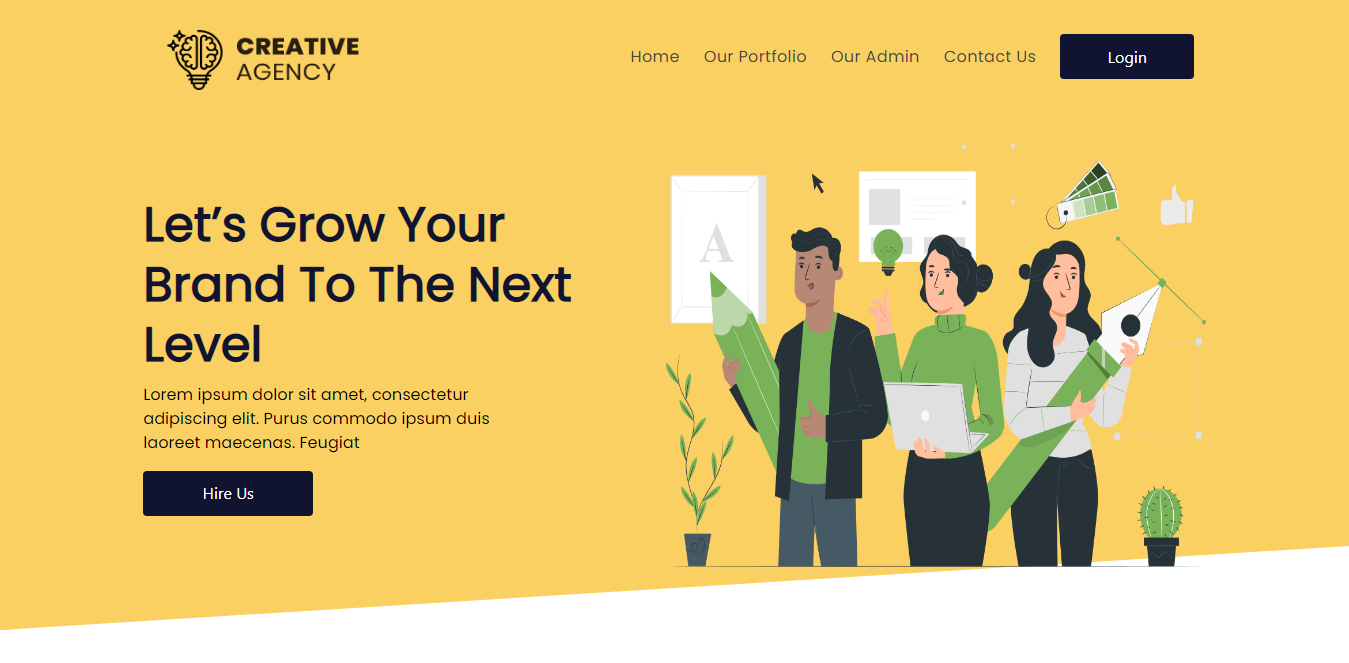 CREATIVE
AGENCY
Home Our Portfolio Our Admin Contact Us Login
Let’s Grow Your
Brand To The Next
Level
Lorem ipsum dolor sit amet, consectetur
adipiscing elit. Purus commodo ipsum duis
laoreet maecenas. Feugiat
Hire Us
A